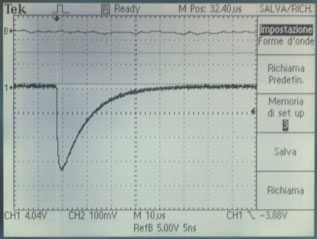 Tek
R Ready
M Pos: 32.40µs
SALVA/RICH.
B
Impostazione
Forme d'onde
Richiama
Predefin.
1
Memoria
di set up
Salva
Richiama
CH1 4.04V
CH2 100mV
M 10µs
CH1 \ -3.88V
RefB 5.00V 5ns